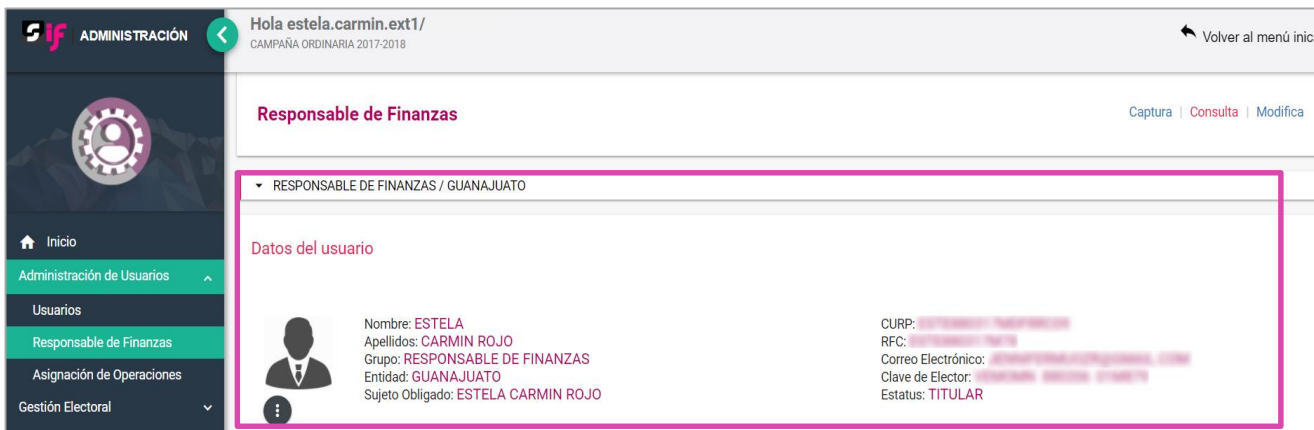 sif ADMINISTRACIÓN
Hola estela.carmin.ext1/
CAMPAÑA ORDINARIA 2017-2018
Volver al menú inic
Responsable de Finanzas
Captura | Consulta | Modifica
RESPONSABLE DE FINANZAS / GUANAJUATO
Inicio
Administración de Usuarios
Usuarios
Responsable de Finanzas
Asignación de Operaciones
Gestión Electoral
Datos del usuario
Nombre: ESTELA
Apellidos: CARMIN ROJO
Grupo: RESPONSABLE DE FINANZAS
Entidad: GUANAJUATO
Sujeto Obligado: ESTELA CARMIN ROJO
CURP:
RFC:
Correo Electrónico:
Clave de Elector:
Estatus: TITULAR